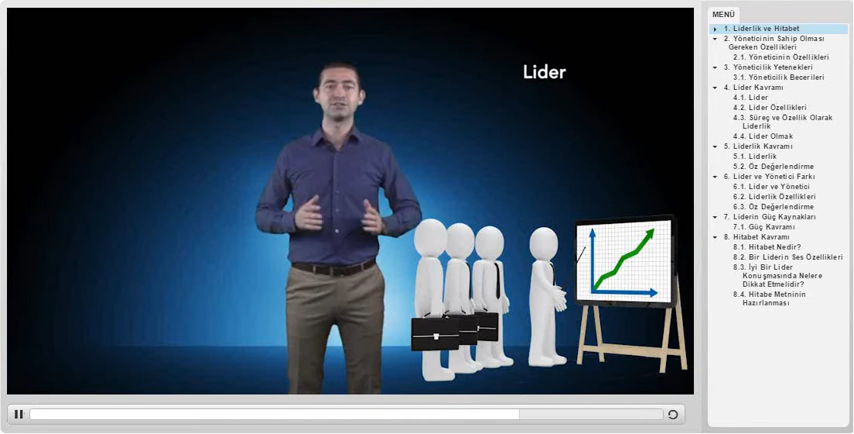 Lider
MENÜ
1. Liderlik ve Hitabet
2. Yöneticinin Sahip Olması
Gereken Özellikleri
2.1. Yöneticinin Özellikleri
3. Yöneticilik Yetenekleri
3.1. Yöneticilik Becerileri
4. Lider Kavramı
4.1. Lider
4.2. Lider Özellikleri
4.3. Süreç ve Özellik Olarak
Liderlik
4.4. Lider Olmak
5. Liderlik Kavramı
5.1. Liderlik
5.2. Öz Değerlendirme
6. Lider ve Yönetici Farkı
6.1. Lider ve Yönetici
6.2. Liderlik Özellikleri
6.3. Öz Değerlendirme
7. Liderin Güç Kaynakları
7.1. Güç Kavramı
8. Hitabet Kavramı
8.1. Hitabet Nedir?
8.2. Bir Liderin Ses Özellikleri
8.3. İyi Bir Lider
Konuşmasında Nelere
Dikkat Etmelidir?
8.4. Hitabe Metninin
Hazırlanması